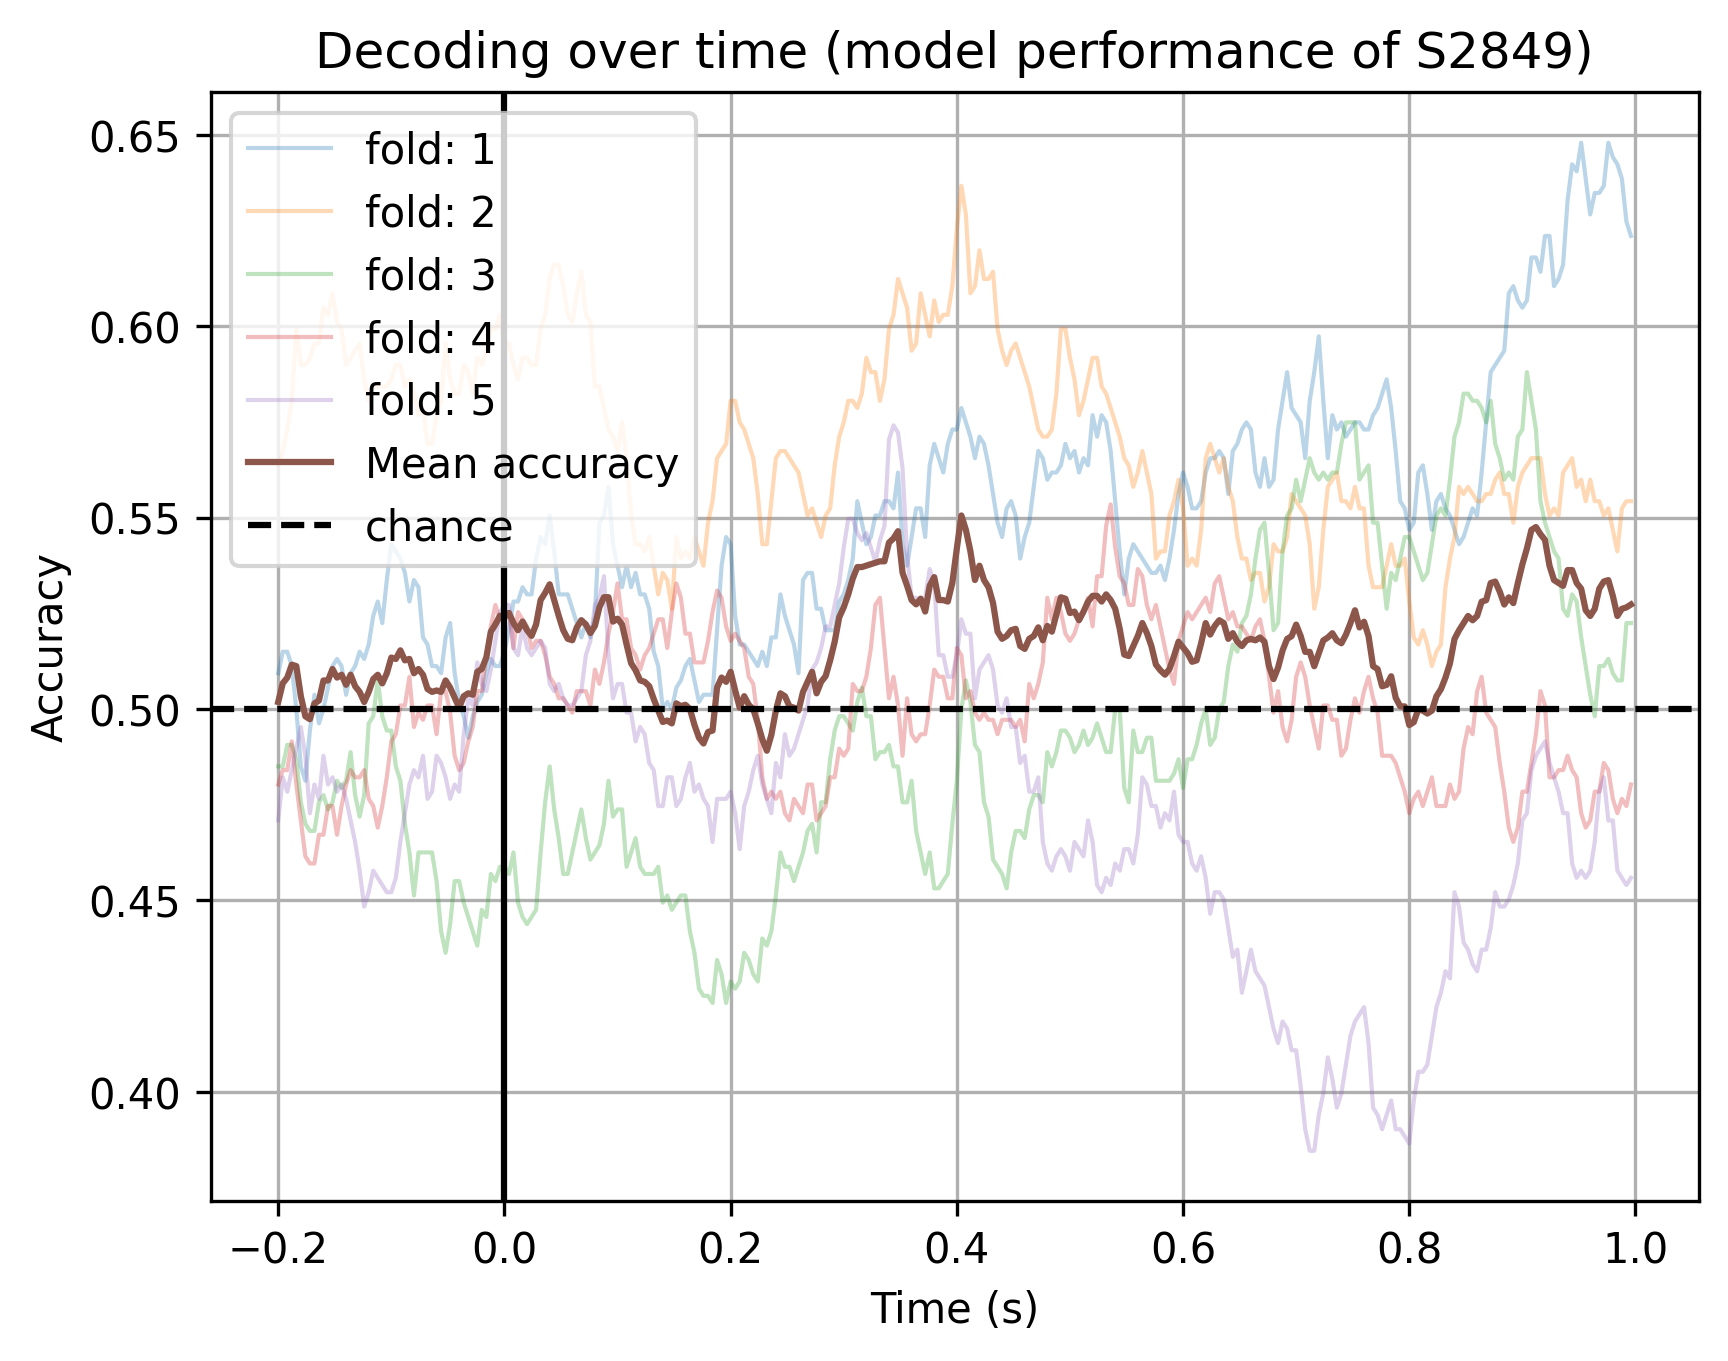 Decoding over time (model performance of S2849)
fold: 1
fold: 2
fold: 3
fold: 4
fold: 5
Mean accuracy
chance
Accuracy
0.65
0.60
0.55
0.50
0.45
0.40
−0.2 0.0 0.2 0.4 0.6 0.8 1.0
Time (s)